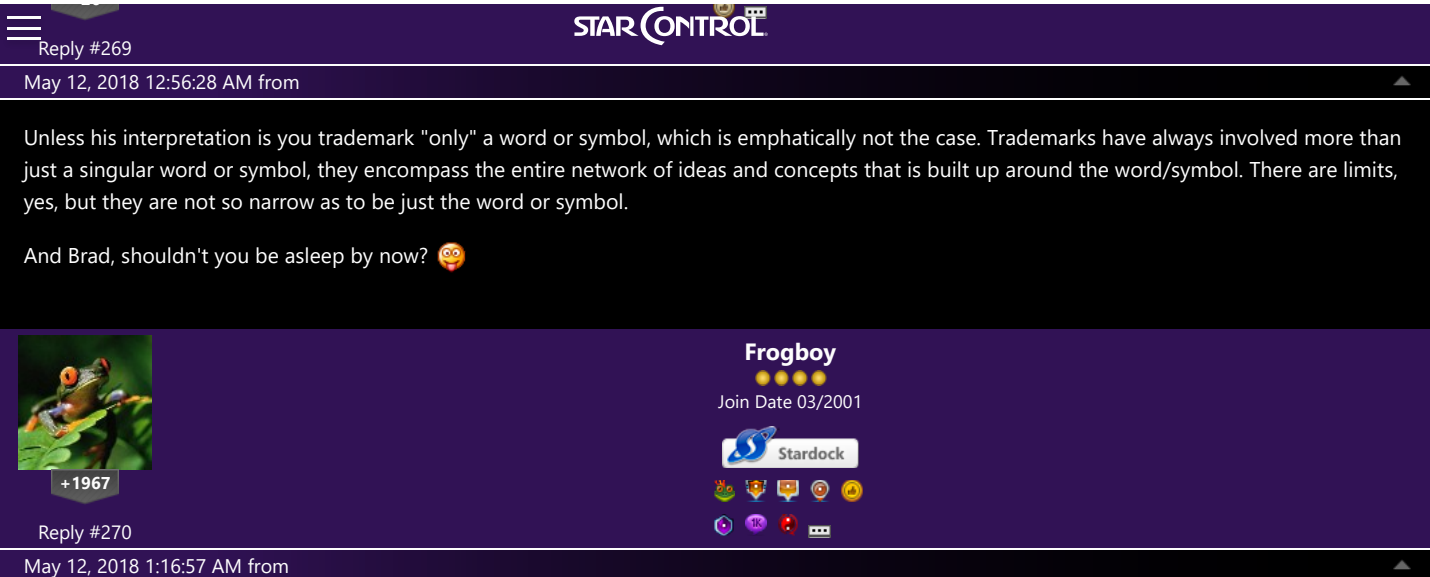 STAR CONTROL
Reply #269
May 12, 2018 12:56:28 AM from
Unless his interpretation is you trademark "only" a word or symbol, which is emphatically not the case. Trademarks have always involved more than
just a singular word or symbol, they encompass the entire network of ideas and concepts that is built up around the word/symbol. There are limits,
yes, but they are not so narrow as to be just the word or symbol.
And Brad, shouldn't you be asleep by now?
Frogboy
Join Date 03/2001
Stardock
+1967
1K
Reply #270
May 12, 2018 1:16:57 AM from